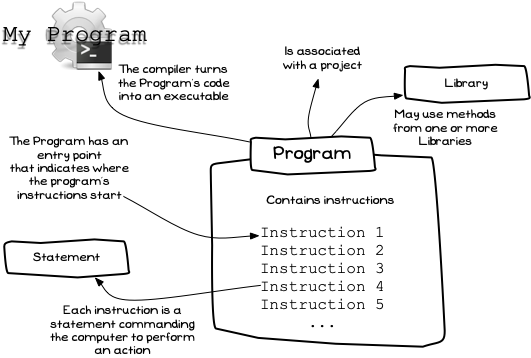 My Program
>_
The compiler turns
the Program's code
into an executable
Is associated
with a project
Library
May use methods
from one or more
Libraries
The Program has an
entry point
that indicates where
the program's
instructions start
Program
Contains instructions
Instruction 1
Instruction 2
Instruction 3
Instruction 4
Instruction 5
...
Statement
Each instruction is a
statement commanding
the computer to perform
an action